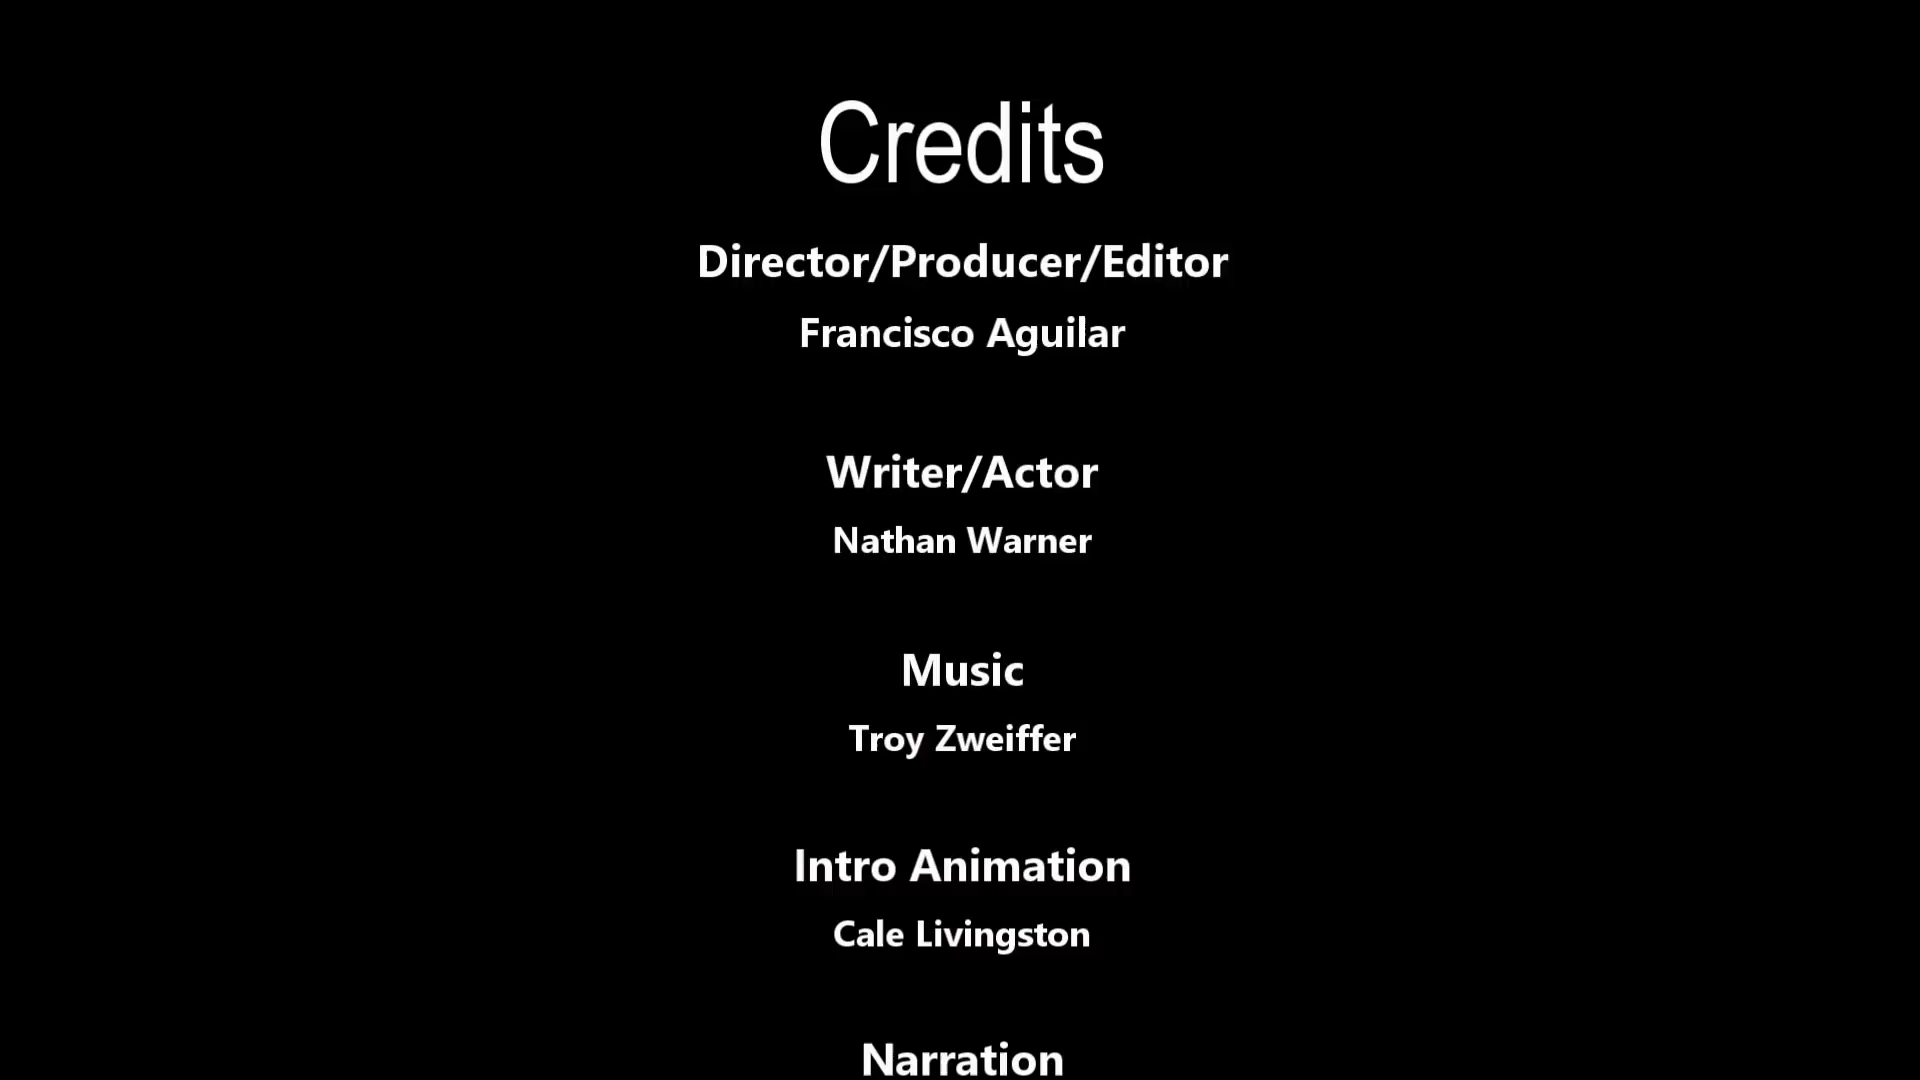 Credits
Director/Producer/Editor
Francisco Aguilar
Writer/Actor
Nathan Warner
Music
Troy Zweiffer
Intro Animation
Cale Livingston
Narration